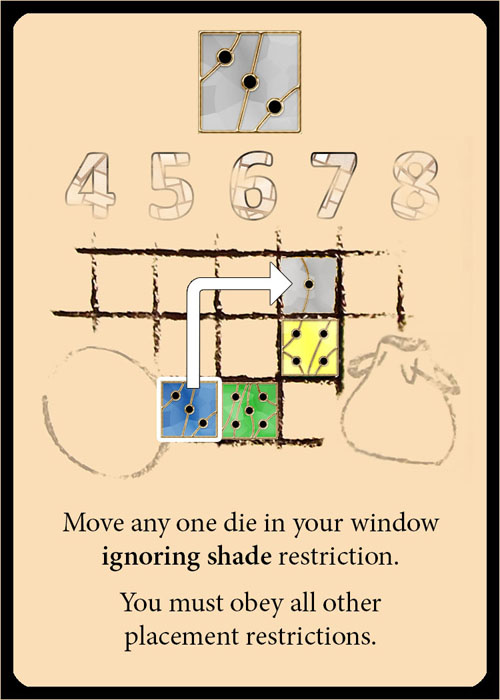 4 5 6 7 8
Move any one die in your window
ignoring shade restriction.
You must obey all other
placement restrictions.